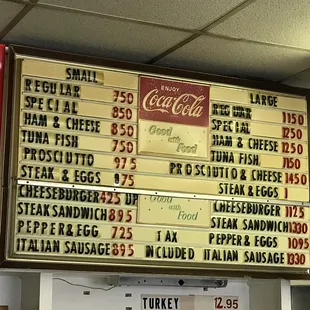 SMALL
REGULAR 750
SPECIAL 850
HAM & CHEESE 850
TUNA FISH 750
PROSCIUTTO 975
STEAK & EGGS 75
CHEESEBURGER 425 UP
STEAK SANDWICH 895
PEPPER & EGG 725
ITALIAN SAUSAGE 895
ENJOY
Coca-Cola
Good with Food
Good with Food
TAX
INCLUDED
LARGE
REGULAR 1150
SPECIAL 1250
HAM & CHEESE 1250
TUNA FISH 1150
PROSCIUTTO & CHEESE 1450
STEAK & EGGS 1
CHEESEBURGER 1125
STEAK SANDWICH 1330
PEPPER & EGGS 1095
ITALIAN SAUSAGE 1330
TURKEY 12.95